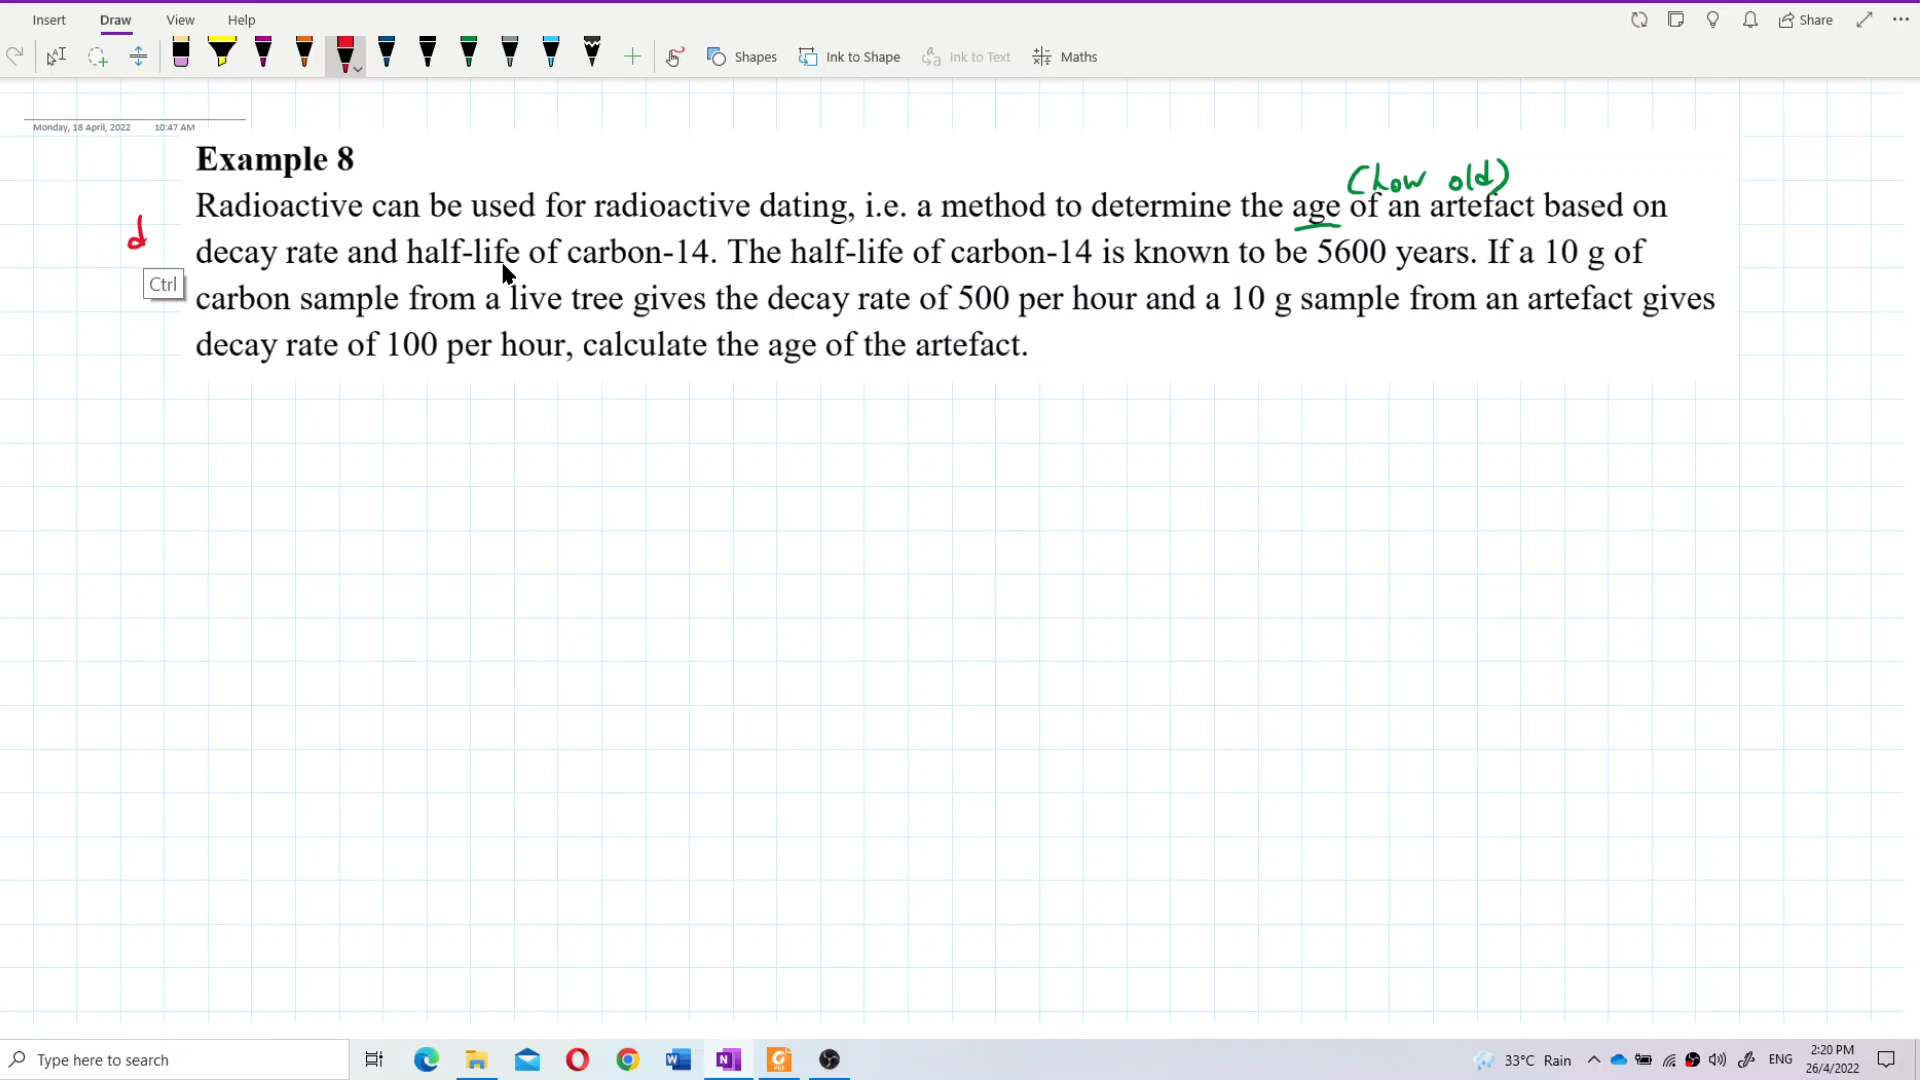 Insert Draw View Help
Share
Shapes Ink to Shape Ink to Text Maths
Monday, 18 April, 2022 10:47 AM
Example 8
(how old)
Radioactive can be used for radioactive dating, i.e. a method to determine the age of an artefact based on
d
decay rate and half-life of carbon-14. The half-life of carbon-14 is known to be 5600 years. If a 10 g of
Ctrl
carbon sample from a live tree gives the decay rate of 500 per hour and a 10 g sample from an artefact gives
decay rate of 100 per hour, calculate the age of the artefact.
Type here to search
33°C Rain
ENG
2:20 PM
26/4/2022